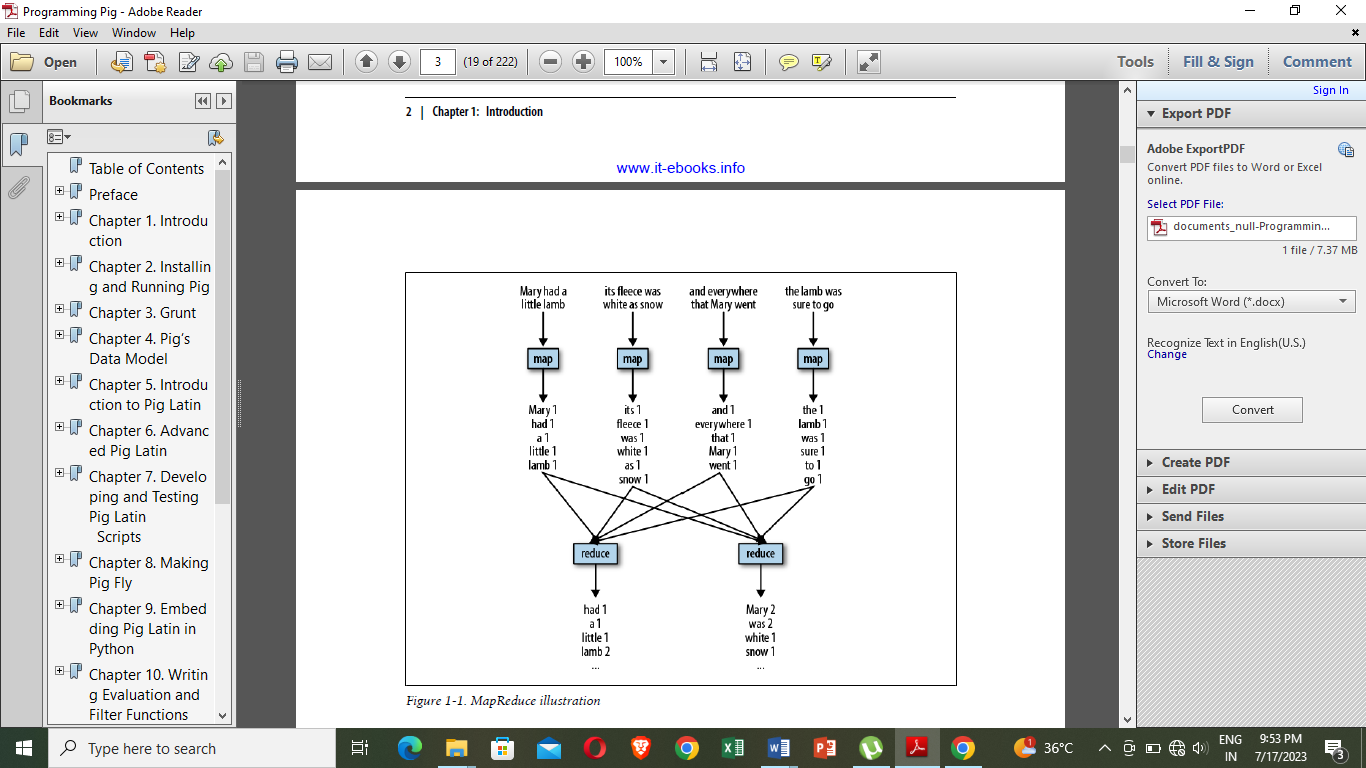 Programming Pig - Adobe Reader
File Edit View Window Help
Open
3 (19 of 222)
100%
Tools Fill & Sign Comment
Bookmarks
Table of Contents
Preface
Chapter 1. Introdu
ction
Chapter 2. Installin
g and Running Pig
Chapter 3. Grunt
Chapter 4. Pig's
Data Model
Chapter 5. Introdu
ction to Pig Latin
Chapter 6. Advanc
ed Pig Latin
Chapter 7. Develo
ping and Testing
Pig Latin
Scripts
Chapter 8. Making
Pig Fly
Chapter 9. Embed
ding Pig Latin in
Python
Chapter 10. Writin
g Evaluation and
Filter Functions
2 | Chapter 1: Introduction
www.it-ebooks.info
Mary had a
little lamb
its fleece was
white as snow
and everywhere
that Mary went
the lamb was
sure to go
map
map
map
map
Mary 1
had 1
a 1
little 1
lamb 1
its 1
fleece 1
was 1
white 1
as 1
snow 1
and 1
everywhere 1
that 1
Mary 1
went 1
the 1
lamb 1
was 1
sure 1
to 1
go 1
reduce
reduce
had 1
a 1
little 1
lamb 2
...
Mary 2
was 2
white 1
snow 1
...
Figure 1-1. MapReduce illustration
Sign In
Export PDF
Adobe ExportPDF
Convert PDF files to Word or Excel
online.
Select PDF File:
documents_null-Programmin...
1 file / 7.37 MB
Convert To:
Microsoft Word (*.docx)
Recognize Text in English(U.S.)
Change
Convert
Create PDF
Edit PDF
Send Files
Store Files
Type here to search
1
36°C
ENG
IN
9:53 PM
7/17/2023
3